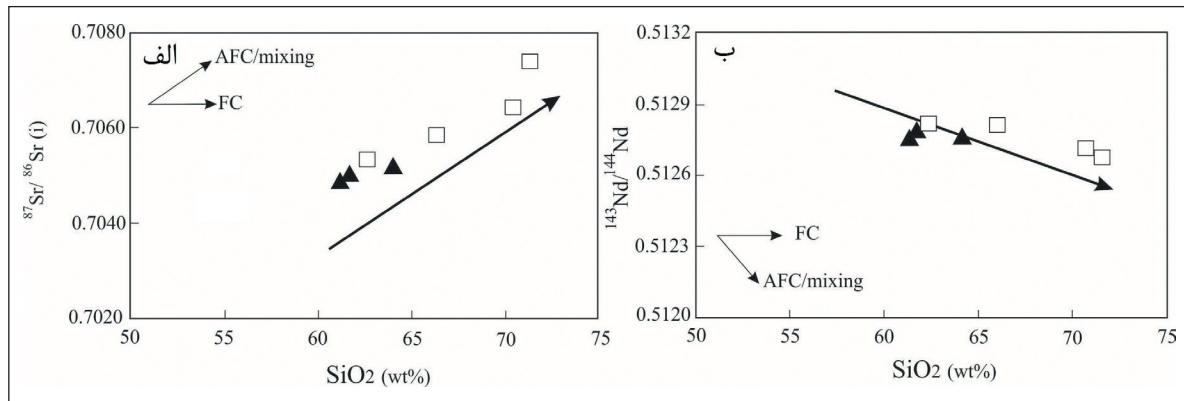 الف
AFC/mixing
FC
0.7080
0.7060
0.7040
0.7020
⁸⁷Sr/ ⁸⁶Sr (i)
50 55 60 65 70 75
SiO₂ (wt%)
ب
0.5132
0.5129
0.5126
0.5123
0.5120
¹⁴³Nd/¹⁴⁴Nd
FC
AFC/mixing
50 55 60 65 70 75
SiO₂ (wt%)